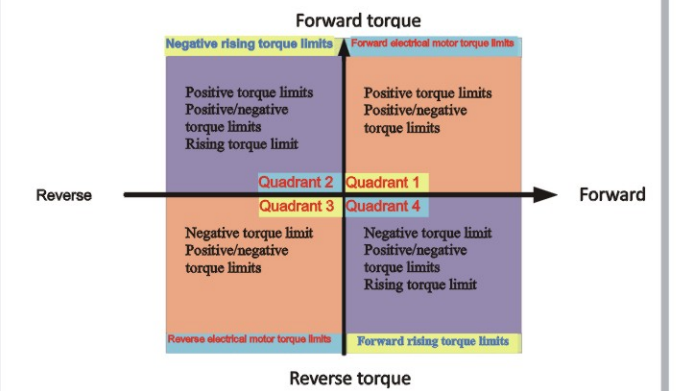 Forward torque
Negative rising torque limits
Forward electrical motor torque limits
Positive torque limits
Positive/negative
torque limits
Rising torque limit
Positive torque limits
Positive/negative
torque limits
Quadrant 2
Quadrant 1
Reverse
Forward
Quadrant 3
Quadrant 4
Negative torque limit
Positive/negative
torque limits
Negative torque limit
Positive/negative
torque limits
Rising torque limit
Reverse electrical motor torque limits
Forward rising torque limits
Reverse torque